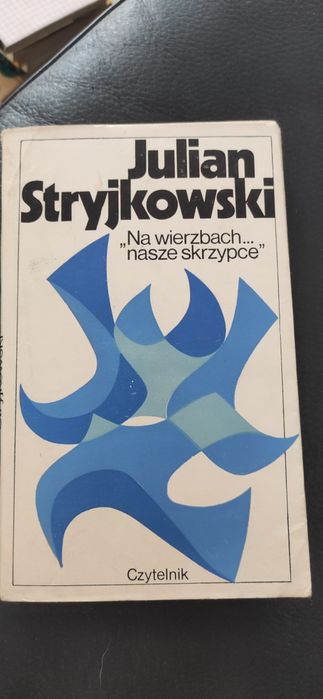 Julian
Stryjkowski
„Na wierzbach...
nasze skrzypce”
Czytelnik